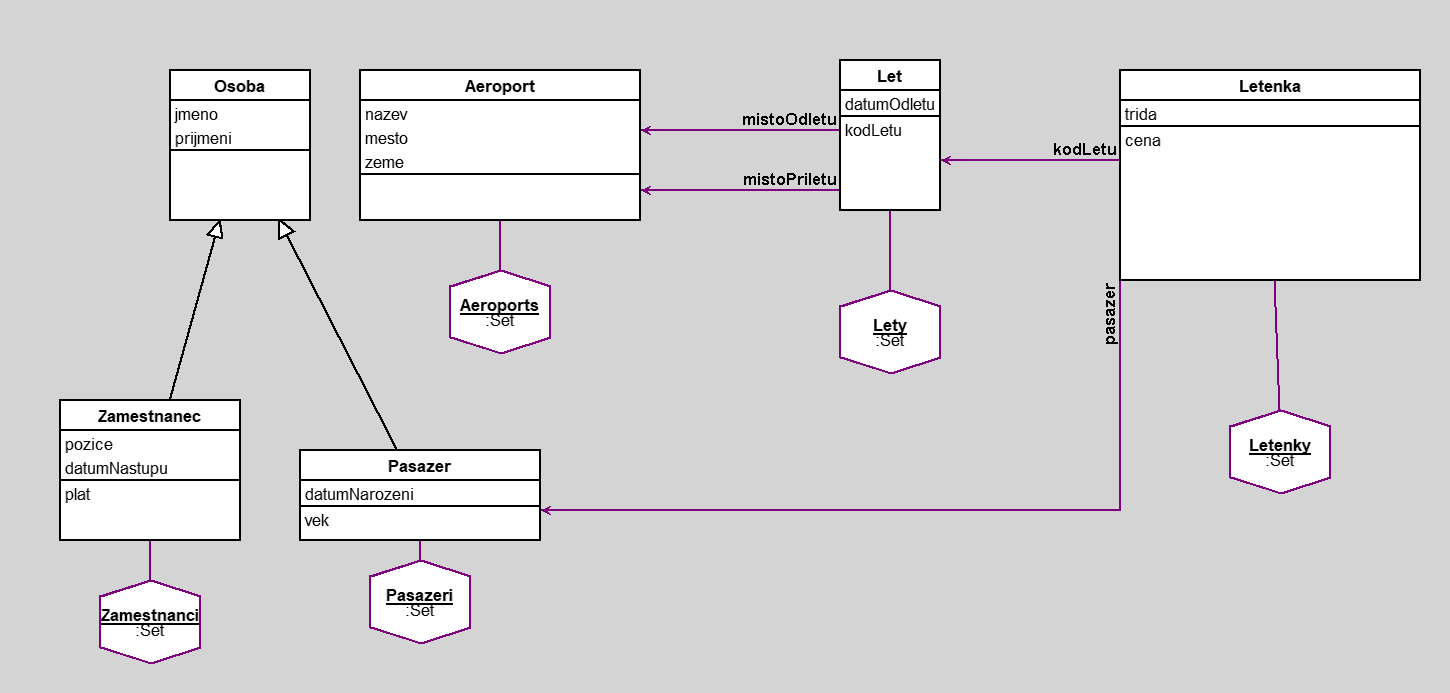 Osoba
jmeno
prijmeni
Aeroport
nazev
mesto
zeme
mistoOdletu
mistoPriletu
Let
datumOdletu
kodLetu
kodLetu
Letenka
trida
cena
pasazer
Aeroports
:Set
Lety
:Set
Letenky
:Set
Zamestnanec
pozice
datumNastupu
plat
Pasazer
datumNarozeni
vek
Zamestnanci
:Set
Pasazeri
:Set